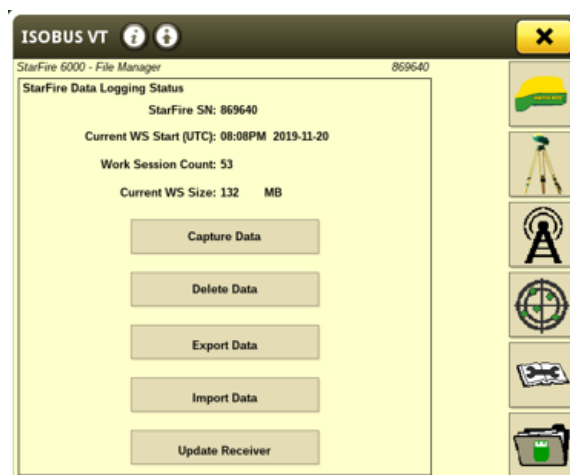 ISOBUS VT
StarFire 6000 - File Manager 869640
StarFire Data Logging Status
StarFire SN: 869640
Current WS Start (UTC): 08:08PM 2019-11-20
Work Session Count: 53
Current WS Size: 132 MB
Capture Data
Delete Data
Export Data
Import Data
Update Receiver